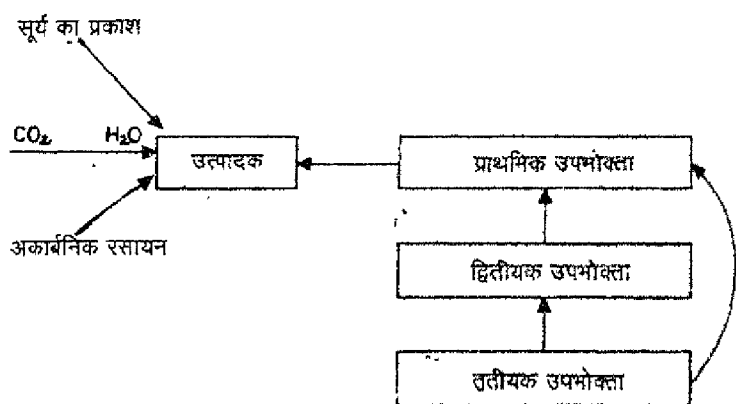 सूर्य का प्रकाश
CO₂ H₂O
उत्पादक
प्राथमिक उपभोक्ता
अकार्बनिक रसायन
द्वितीयक उपभोक्ता
तृतीयक उपभोक्ता